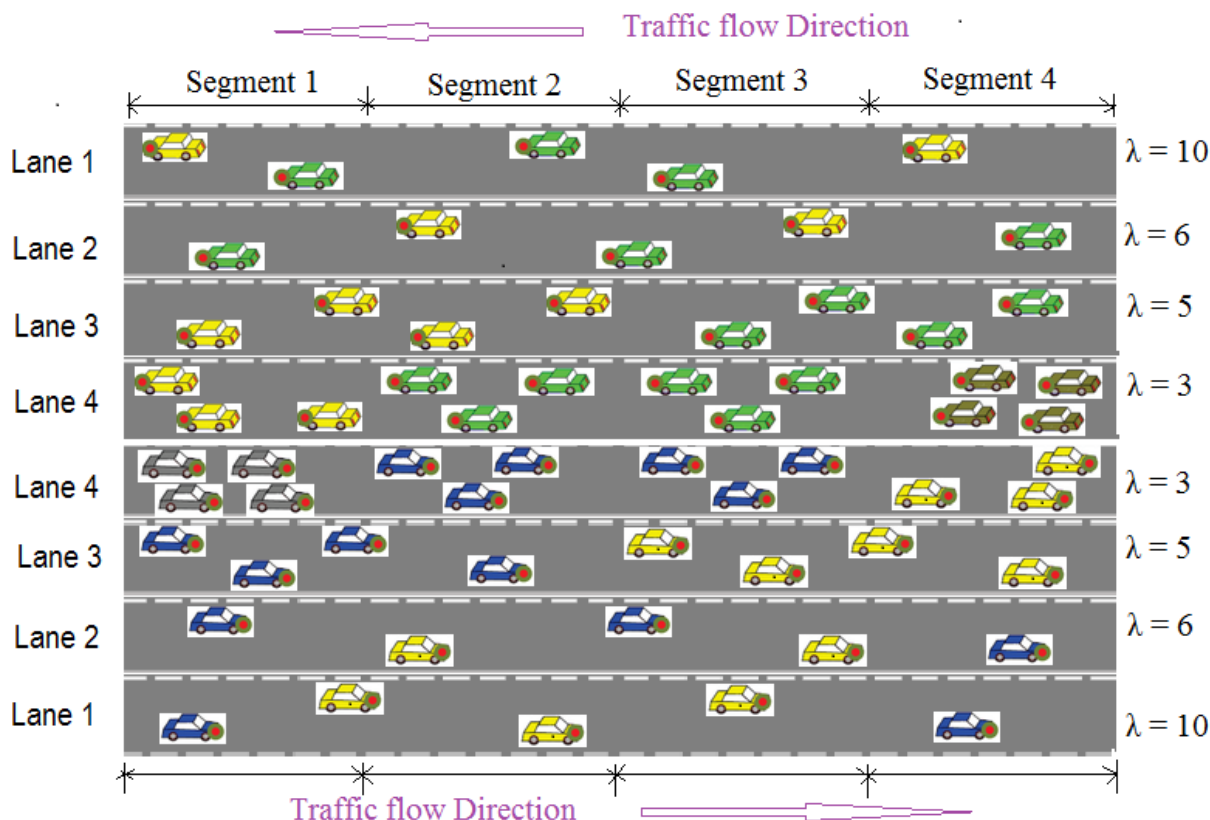 Traffic flow Direction
Segment 1 Segment 2 Segment 3 Segment 4
Lane 1 λ = 10
Lane 2 λ = 6
Lane 3 λ = 5
Lane 4 λ = 3
Lane 4 λ = 3
Lane 3 λ = 5
Lane 2 λ = 6
Lane 1 λ = 10
Traffic flow Direction